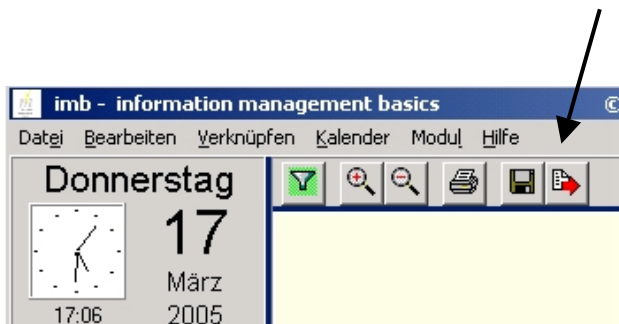 imb - information management basics ©
Datei Bearbeiten Verknüpfen Kalender Modul Hilfe
Donnerstag
17
März
17:06 2005